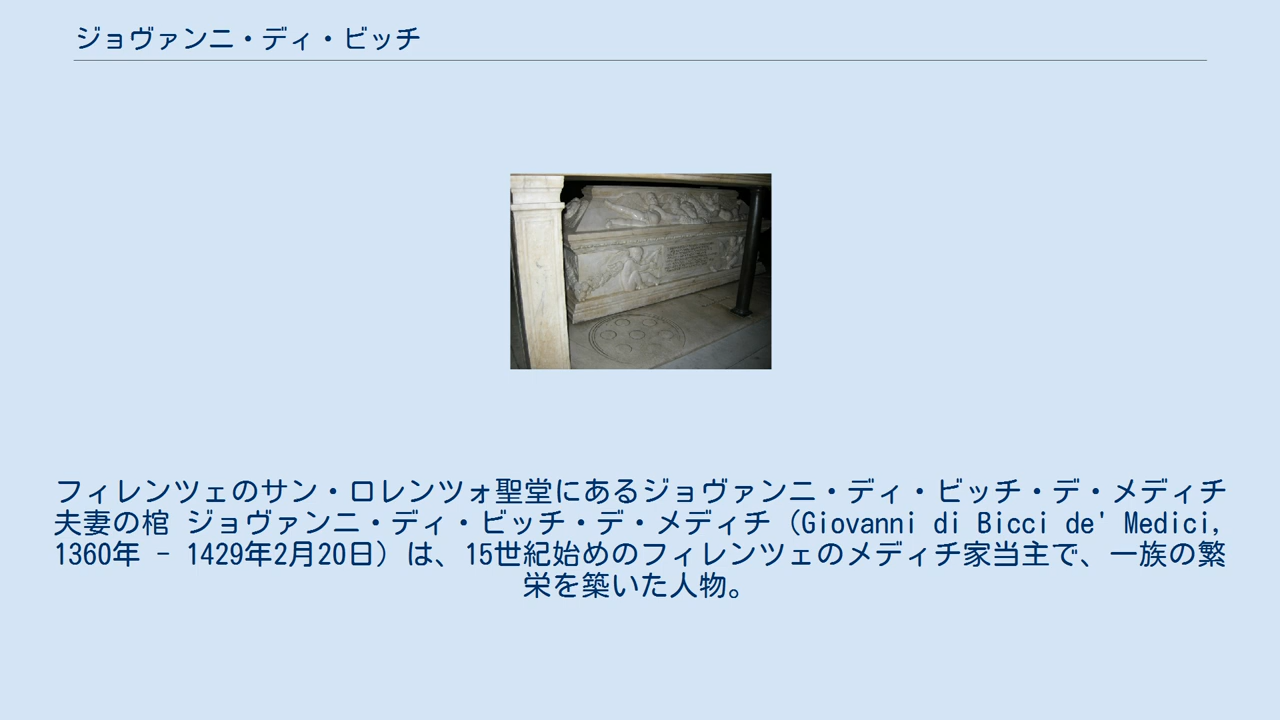 ジョヴァンニ・ディ・ビッチ
フィレンツェのサン・ロレンツォ聖堂にあるジョヴァンニ・ディ・ビッチ・デ・メディチ
夫妻の棺 ジョヴァンニ・ディ・ビッチ・デ・メディチ（Giovanni di Bicci de' Medici,
1360年 - 1429年2月20日）は、15世紀始めのフィレンツェのメディチ家当主で、一族の繁
栄を築いた人物。